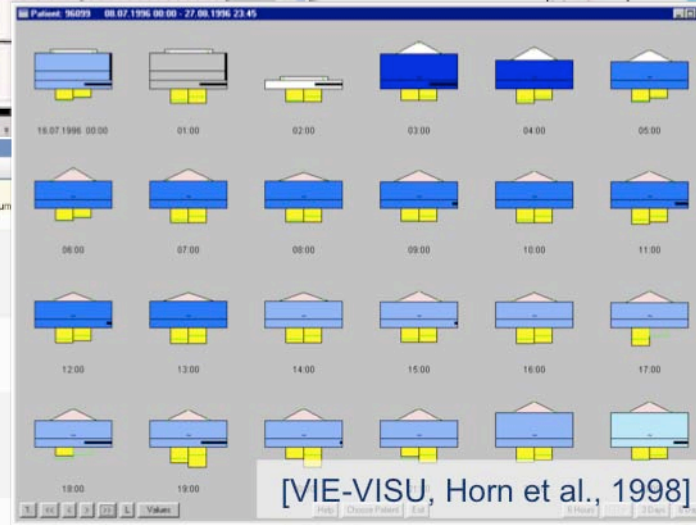 Patient: 96099 08.07.1996 00:00 - 27.08.1996 23:45
18.07.1996 00:00 01:00 02:00 03:00 04:00 05:00
06:00 07:00 08:00 09:00 10:00 11:00
12:00 13:00 14:00 15:00 16:00 17:00
18:00 19:00
[VIE-VISU, Horn et al., 1998]
1 << < > >> L Values Help Choose Patient Exit 6 Hours 3 Days